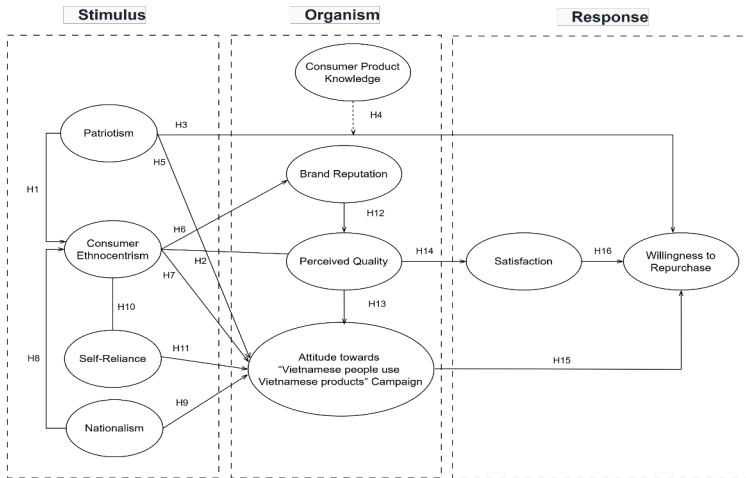 Stimulus
Organism
Response
Consumer Product
Knowledge
H4
Patriotism
H3
H5
H1
Brand Reputation
H6
H12
Consumer
Ethnocentrism
H2
H7
Perceived Quality
H14
Satisfaction
H16
Willingness to
Repurchase
H10
H13
H8
Self-Reliance
H11
Attitude towards
“Vietnamese people use
Vietnamese products” Campaign
H15
H9
Nationalism